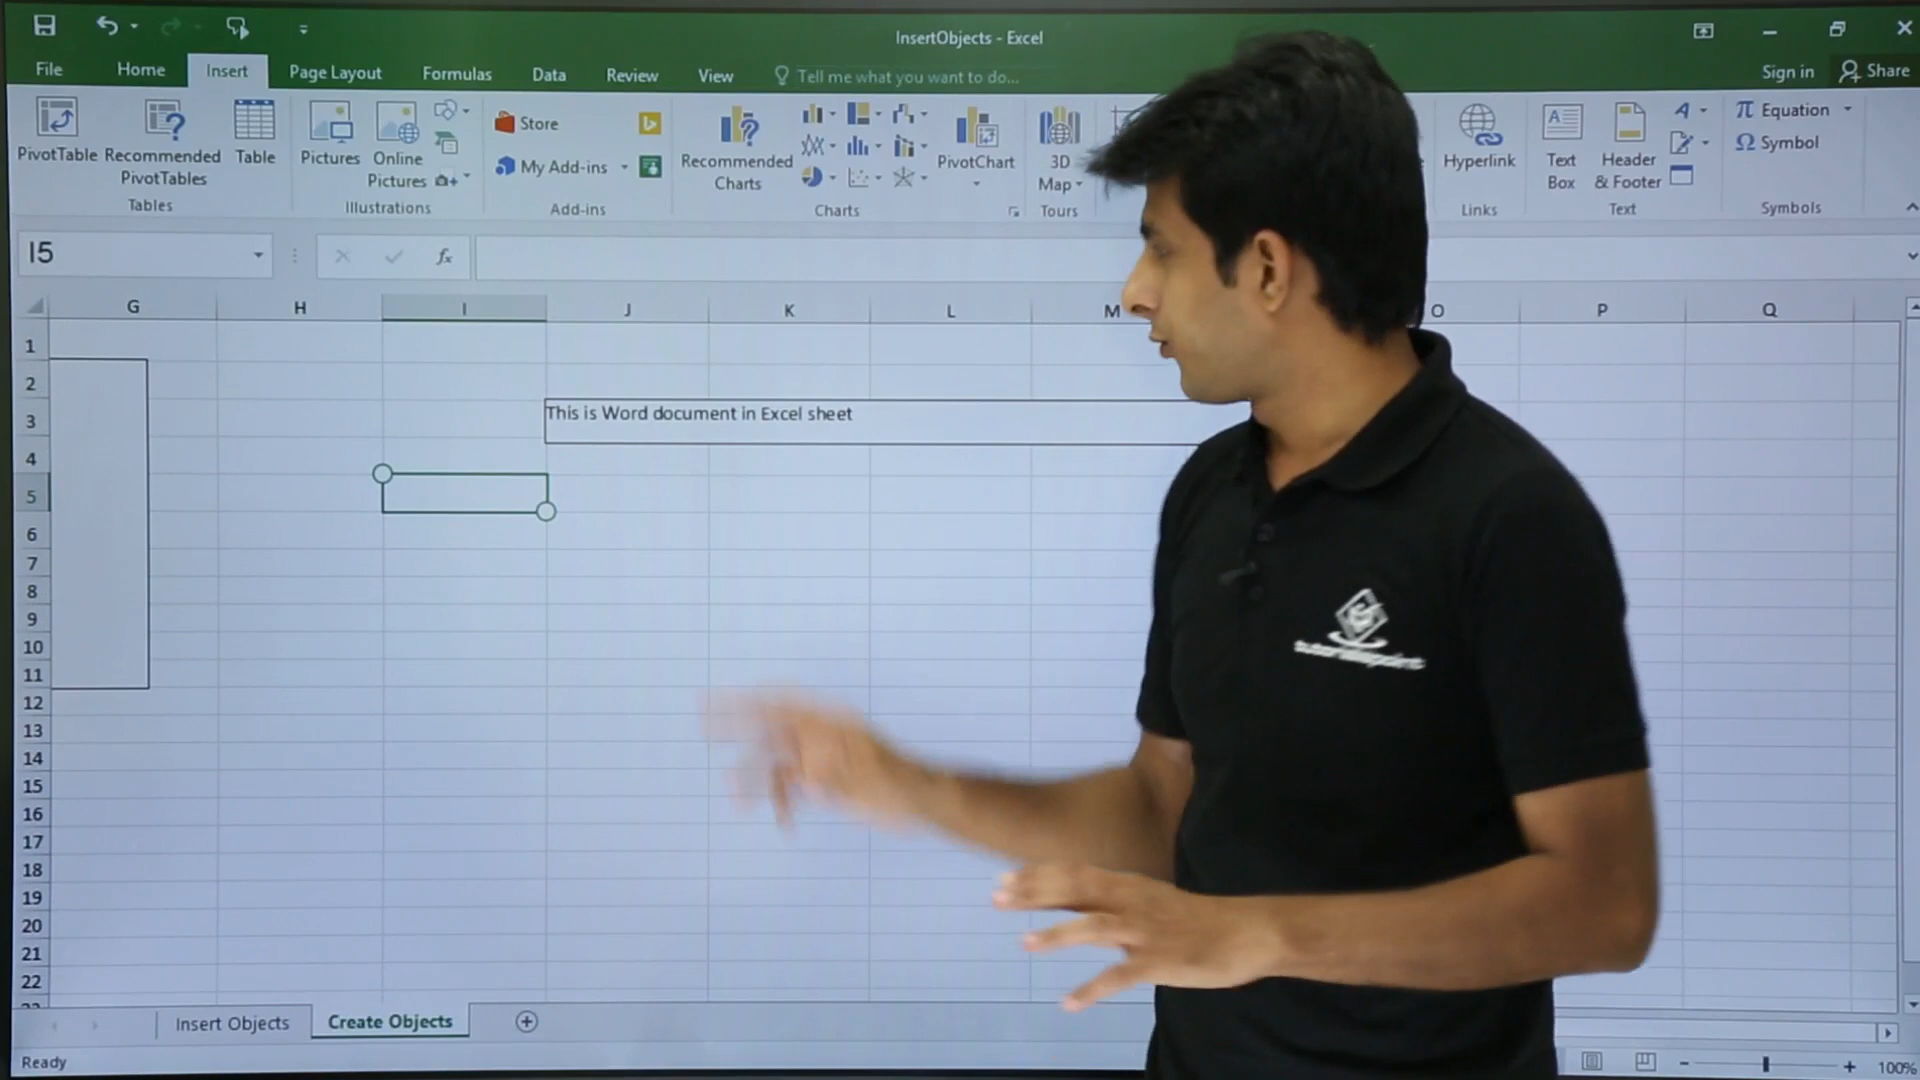 InsertObjects - Excel
File Home Insert Page Layout Formulas Data Review View Tell me what you want to do... Sign in Share
PivotTable Recommended PivotTables Table
Tables
Pictures Online Pictures
Illustrations
Store
My Add-ins
Add-ins
Recommended Charts
PivotChart
Charts
3D Map
Tours
Hyperlink
Links
Text Box
Header & Footer
Text
π Equation
Ω Symbol
Symbols
I5
fx
G H I J K L M O P Q
1
2
3
This is Word document in Excel sheet
4
5
6
7
8
9
10
11
12
13
14
15
16
17
18
19
20
21
22
Insert Objects Create Objects
Ready
100%